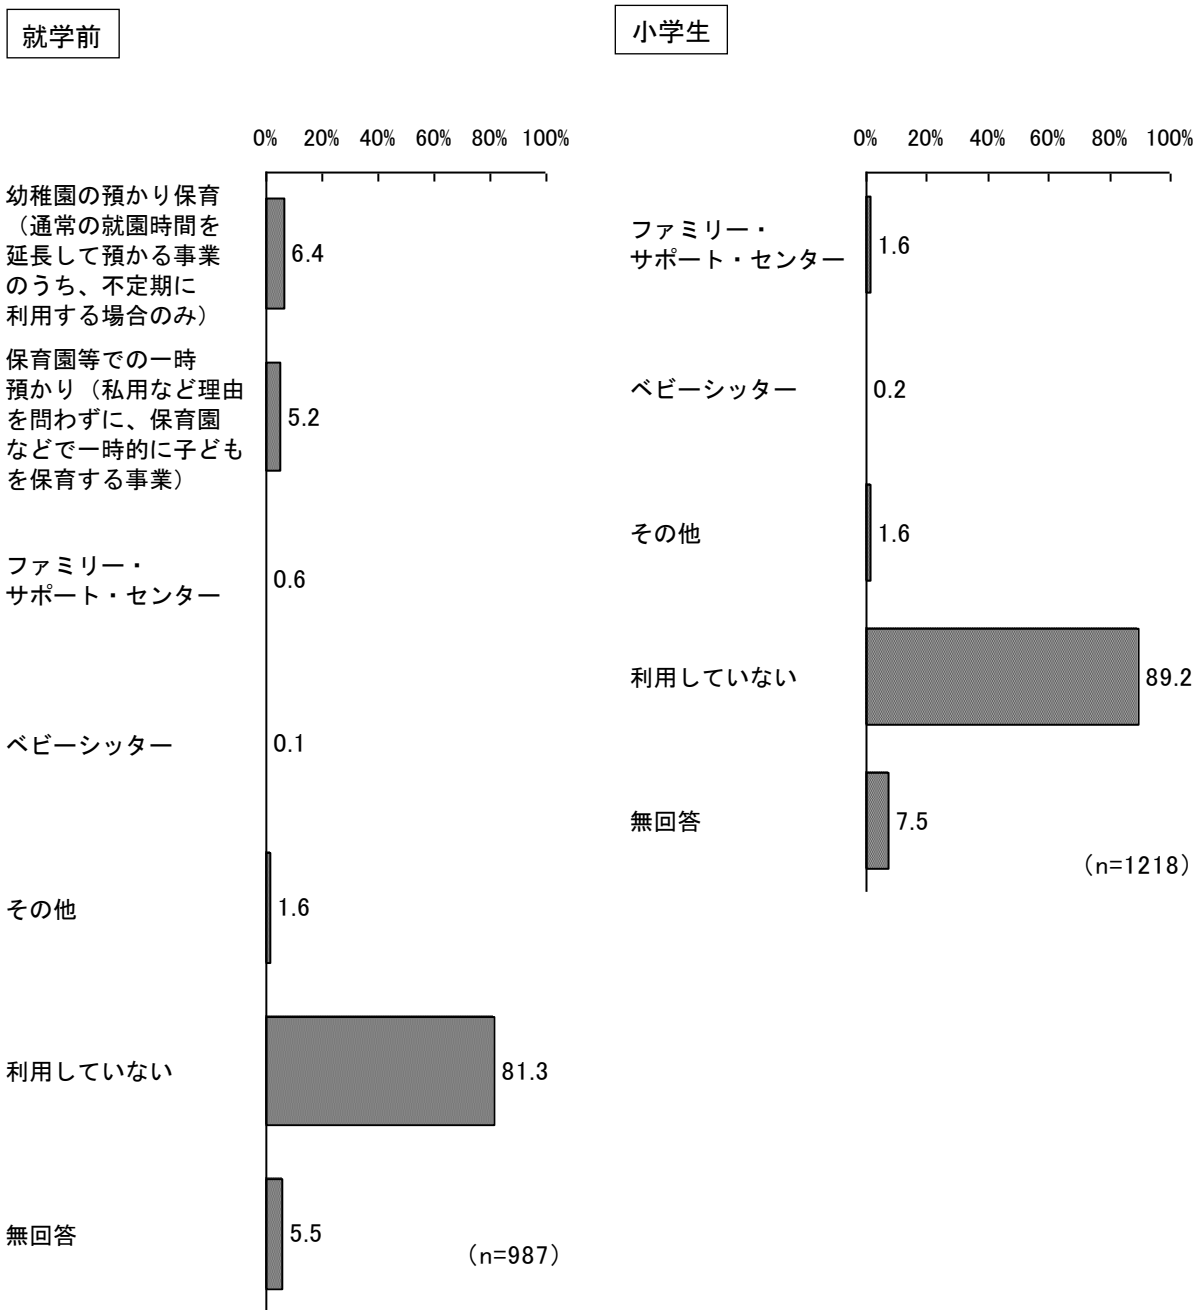 就学前
0% 20% 40% 60% 80% 100%
幼稚園の預かり保育
（通常の就園時間を
延長して預かる事業
のうち、不定期に
利用する場合のみ）
6.4
保育園等での一時
預かり（私用など理由
を問わずに、保育園
などで一時的に子ども
を保育する事業）
5.2
ファミリー・
サポート・センター
0.6
ベビーシッター
0.1
その他
1.6
利用していない
81.3
無回答
5.5
（n=987）
小学生
0% 20% 40% 60% 80% 100%
ファミリー・
サポート・センター
1.6
ベビーシッター
0.2
その他
1.6
利用していない
89.2
無回答
7.5
（n=1218）